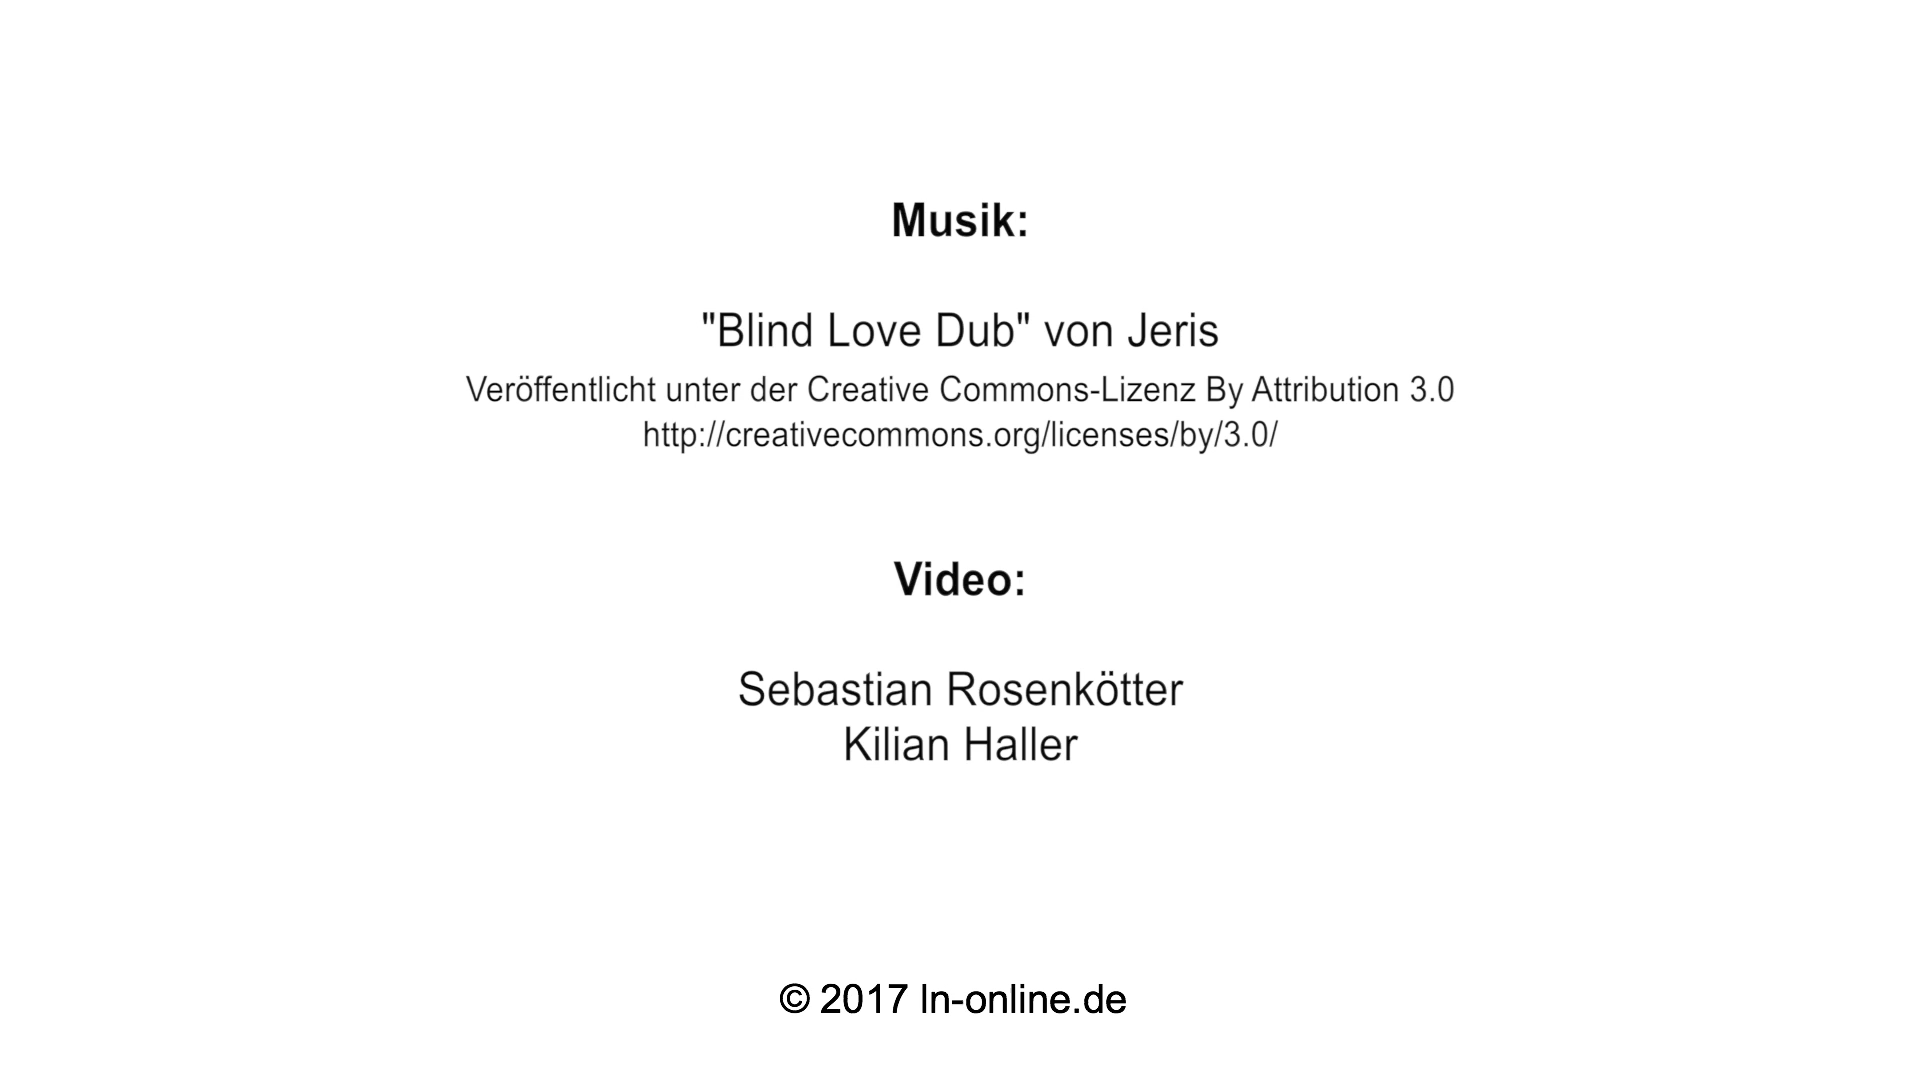 Musik:
"Blind Love Dub" von Jeris
Veröffentlicht unter der Creative Commons-Lizenz By Attribution 3.0
http://creativecommons.org/licenses/by/3.0/
Video:
Sebastian Rosenkötter
Kilian Haller
© 2017 ln-online.de